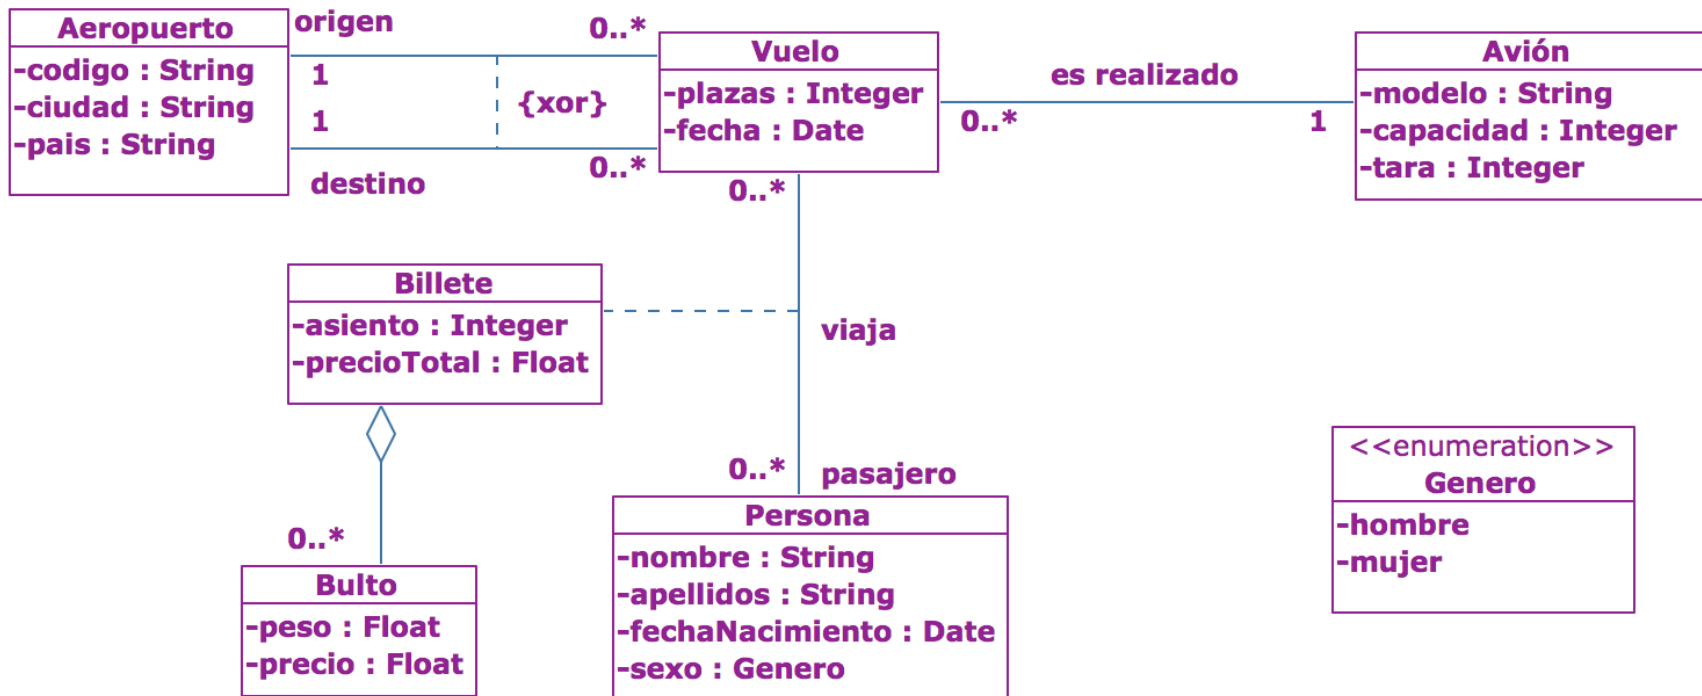 Aeropuerto
-codigo : String
-ciudad : String
-pais : String
origen
0..*
1
{xor}
1
0..*
destino
Vuelo
-plazas : Integer
-fecha : Date
es realizado
0..*
1
Avión
-modelo : String
-capacidad : Integer
-tara : Integer
0..*
Billete
-asiento : Integer
-precioTotal : Float
viaja
0..*
pasajero
0..*
Bulto
-peso : Float
-precio : Float
Persona
-nombre : String
-apellidos : String
-fechaNacimiento : Date
-sexo : Genero
<<enumeration>>
Genero
-hombre
-mujer